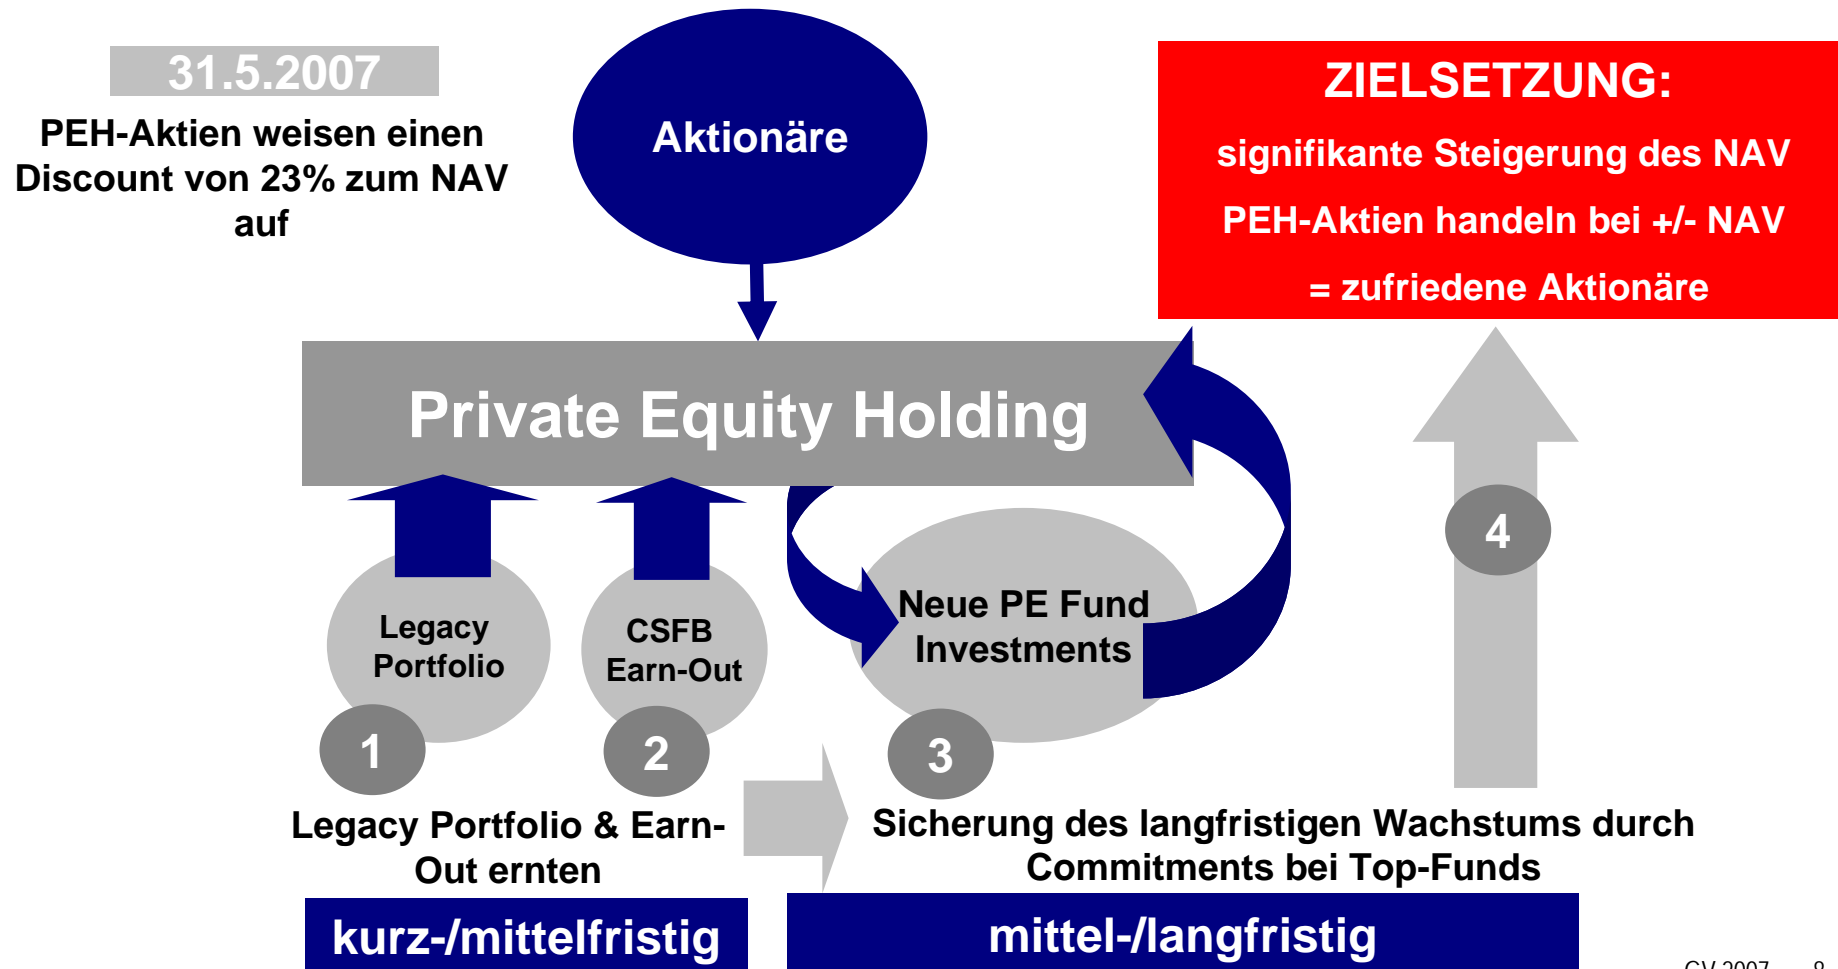 31.5.2007
PEH-Aktien weisen einen
Discount von 23% zum NAV
auf
Aktionäre
ZIELSETZUNG:
signifikante Steigerung des NAV
PEH-Aktien handeln bei +/- NAV
= zufriedene Aktionäre
Private Equity Holding
Legacy
Portfolio
CSFB
Earn-Out
Neue PE Fund
Investments
1
2
3
4
Legacy Portfolio & Earn-
Out ernten
Sicherung des langfristigen Wachstums durch
Commitments bei Top-Funds
kurz-/mittelfristig
mittel-/langfristig
GV 2007